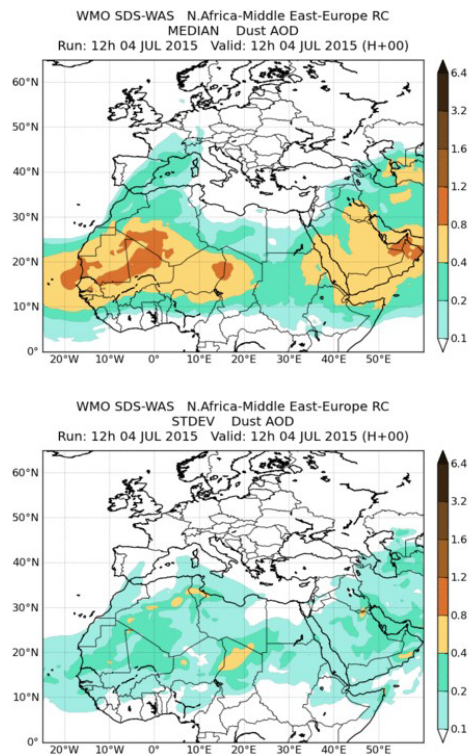 WMO SDS-WAS N.Africa-Middle East-Europe RC
MEDIAN Dust AOD
Run: 12h 04 JUL 2015 Valid: 12h 04 JUL 2015 (H+00)
60°N
50°N
40°N
30°N
20°N
10°N
0°
20°W 10°W 0° 10°E 20°E 30°E 40°E 50°E
6.4
3.2
1.6
1.2
0.8
0.4
0.2
0.1
WMO SDS-WAS N.Africa-Middle East-Europe RC
STDEV Dust AOD
Run: 12h 04 JUL 2015 Valid: 12h 04 JUL 2015 (H+00)
60°N
50°N
40°N
30°N
20°N
10°N
0°
20°W 10°W 0° 10°E 20°E 30°E 40°E 50°E
6.4
3.2
1.6
1.2
0.8
0.4
0.2
0.1